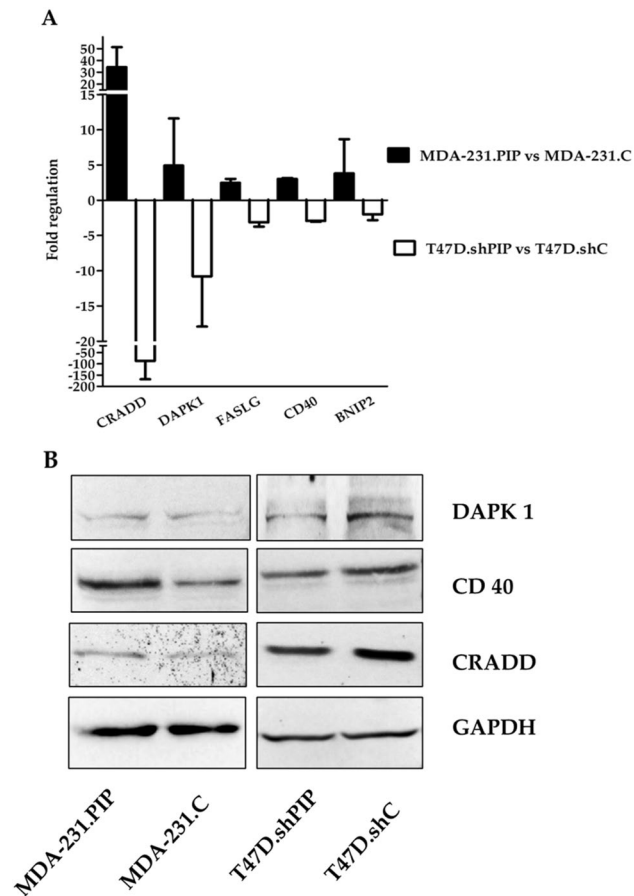 A
Fold regulation
50
40
30
20
15
10
5
0
-5
-10
-15
-20
-50
-100
-150
-200
CRADD
DAPK1
FASLG
CD40
BNIP2
MDA-231.PIP vs MDA-231.C
T47D.shPIP vs T47D.shC
B
DAPK 1
CD 40
CRADD
GAPDH
MDA-231.PIP
MDA-231.C
T47D.shPIP
T47D.shC